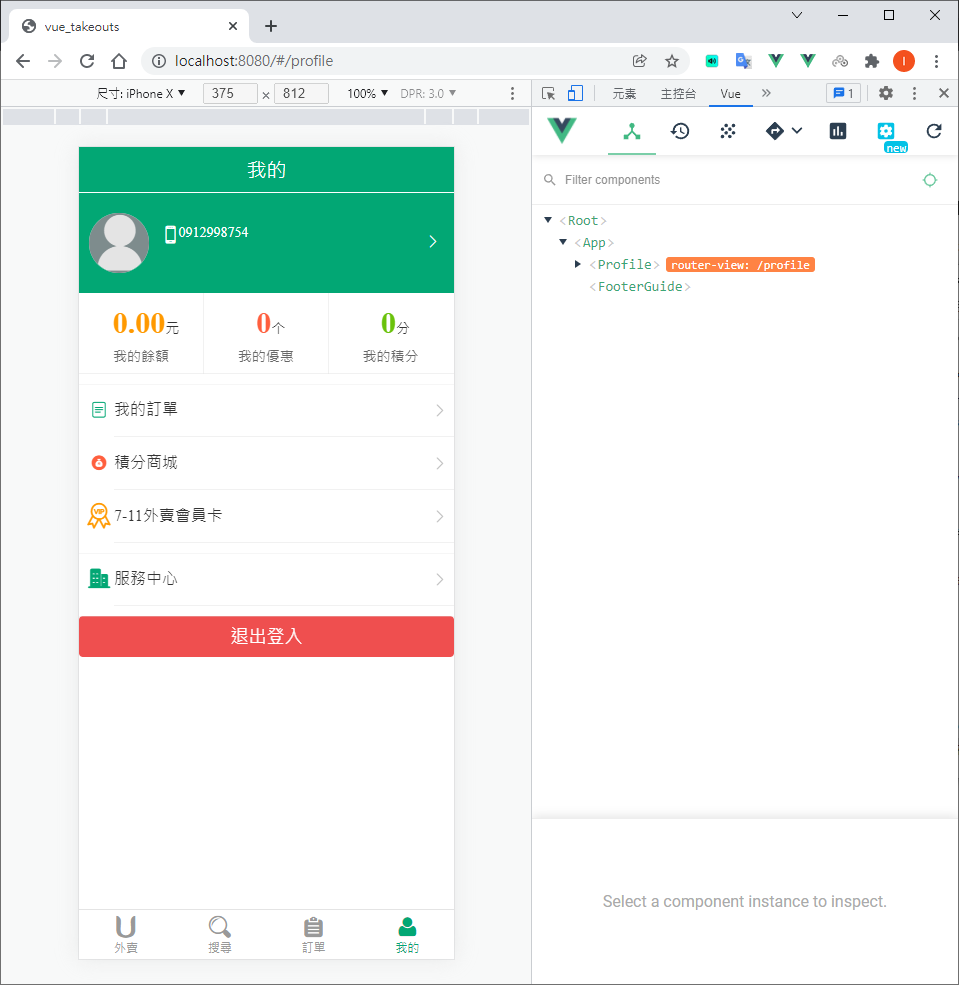 vue_takeouts
localhost:8080/#/profile
I
尺寸: iPhone X ▼ 375 × 812 100% ▼ DPR: 3.0 ▼
元素 主控台 Vue » 1
new
Filter components
<Root>
<App>
<Profile> router-view: /profile
<FooterGuide>
Select a component instance to inspect.
我的
0912998754
0.00元 0个 0分
我的餘額 我的優惠 我的積分
我的訂單
積分商城
VIP 7-11外賣會員卡
服務中心
退出登入
外賣 搜尋 訂單 我的